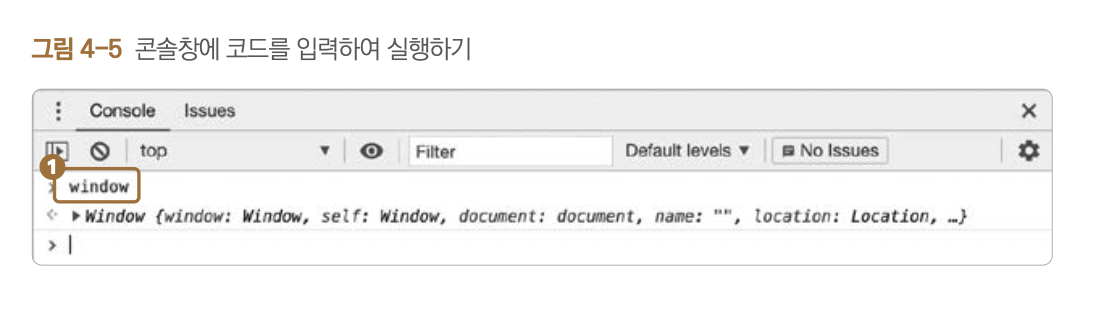 그림 4-5 콘솔창에 코드를 입력하여 실행하기
Console Issues
top Filter Default levels ▼ No Issues
1
> window
Window {window: Window, self: Window, document: document, name: "", location: Location, …}
>